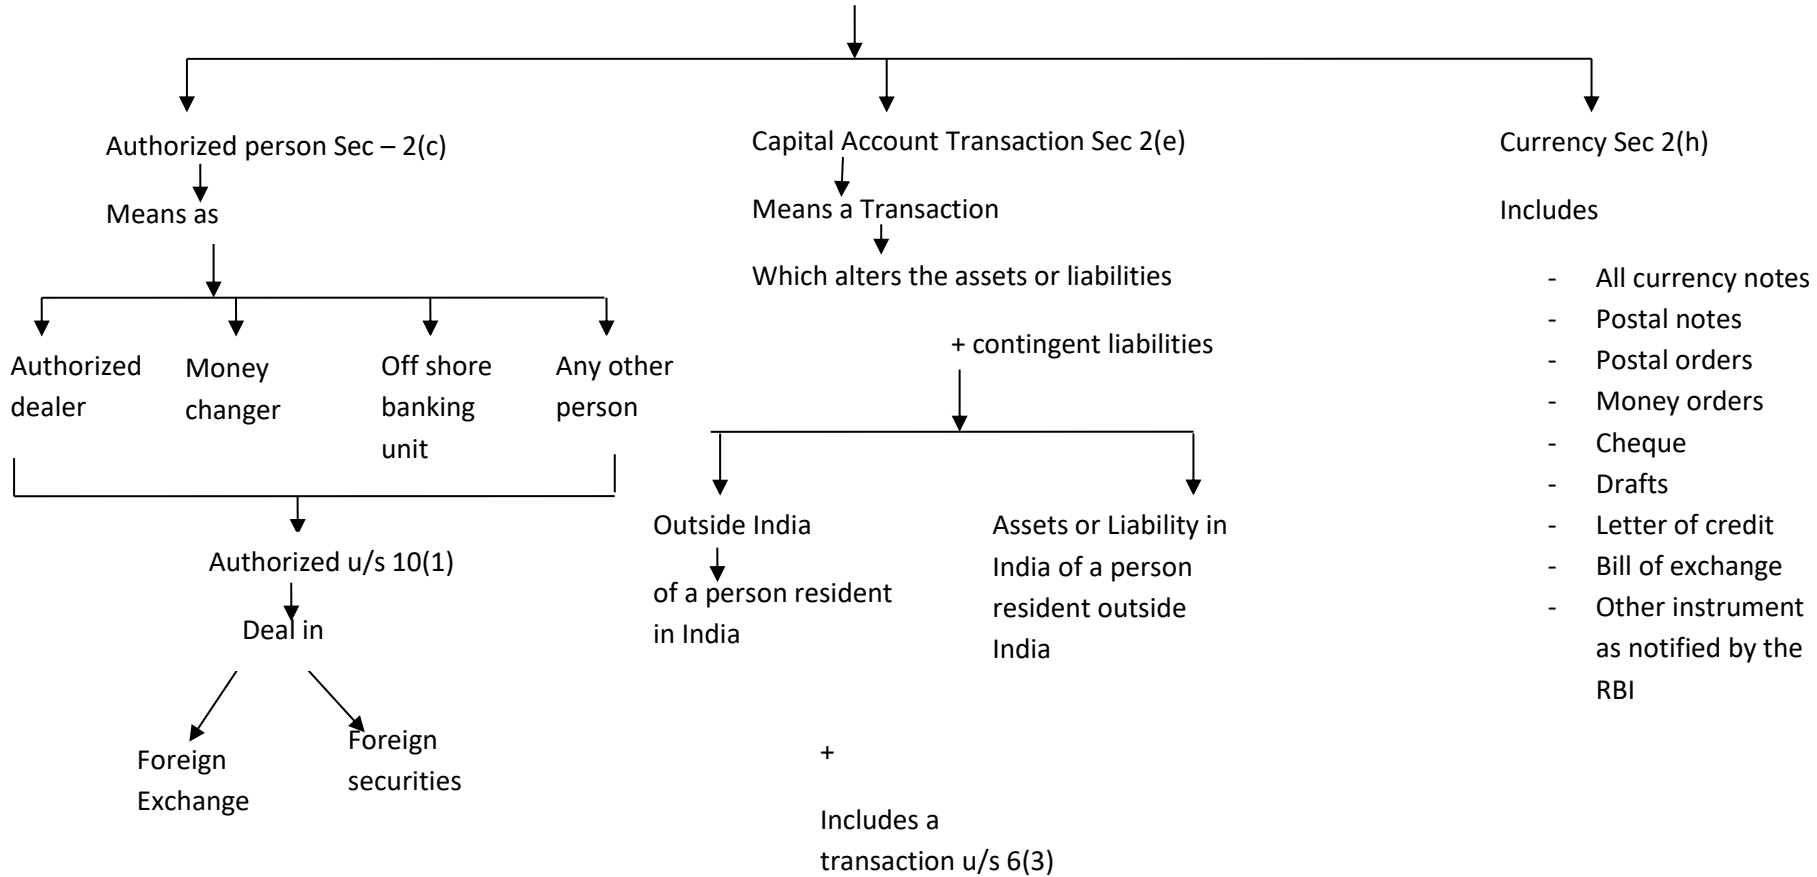 Authorized person Sec – 2(c)
Means as
Authorized
dealer
Money
changer
Off shore
banking
unit
Any other
person
Authorized u/s 10(1)
Deal in
Foreign
Exchange
Foreign
securities
Capital Account Transaction Sec 2(e)
Means a Transaction
Which alters the assets or liabilities
+ contingent liabilities
Outside India
of a person resident
in India
Assets or Liability in
India of a person
resident outside
India
+
Includes a
transaction u/s 6(3)
Currency Sec 2(h)
Includes
- All currency notes
- Postal notes
- Postal orders
- Money orders
- Cheque
- Drafts
- Letter of credit
- Bill of exchange
- Other instrument
as notified by the
RBI